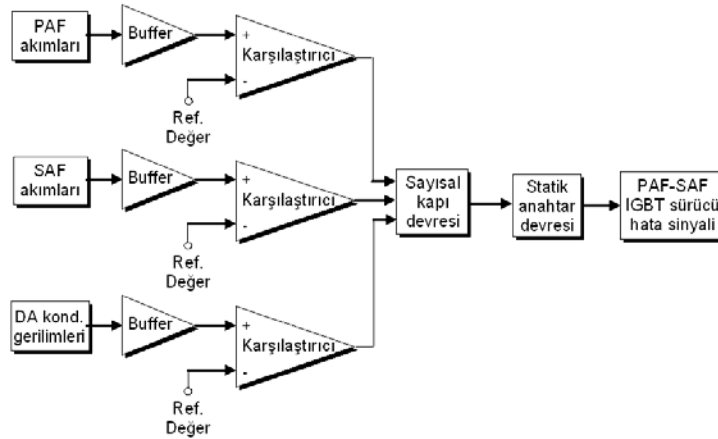 PAF
akımları
Buffer
+
Karşılaştırıcı
-
Ref.
Değer
SAF
akımları
Buffer
+
Karşılaştırıcı
-
Ref.
Değer
DA kond.
gerilimleri
Buffer
+
Karşılaştırıcı
-
Ref.
Değer
Sayısal
kapı
devresi
Statik
anahtar
devresi
PAF-SAF
IGBT sürücü
hata sinyali